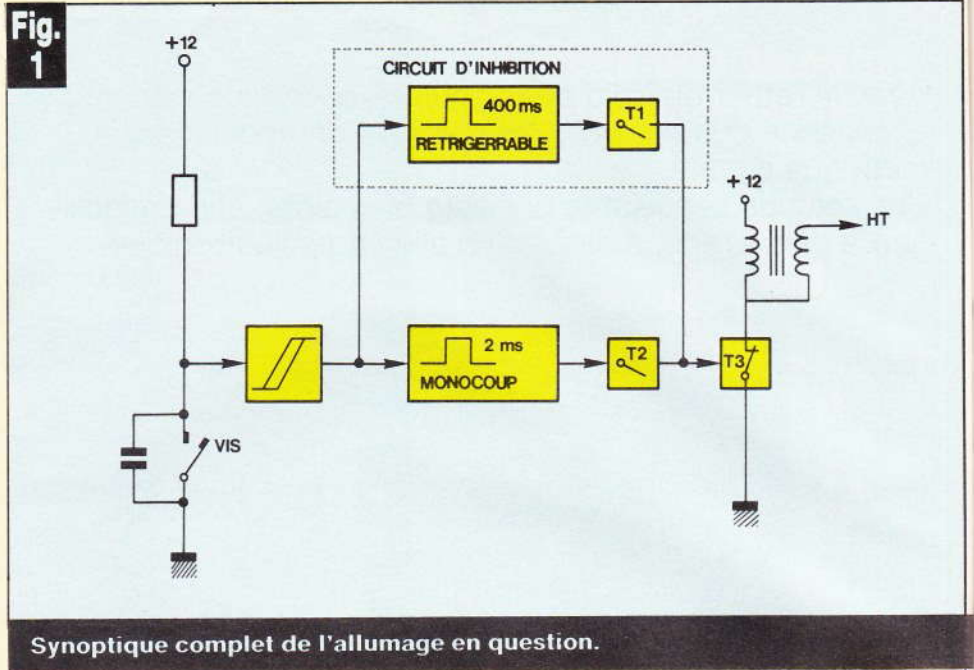 Fig.
1
+12
CIRCUIT D'INHIBITION
400 ms
RETRIGERRABLE
T1
+12
HT
2 ms
MONOCOUP
T2
T3
VIS
Synoptique complet de l'allumage en question.